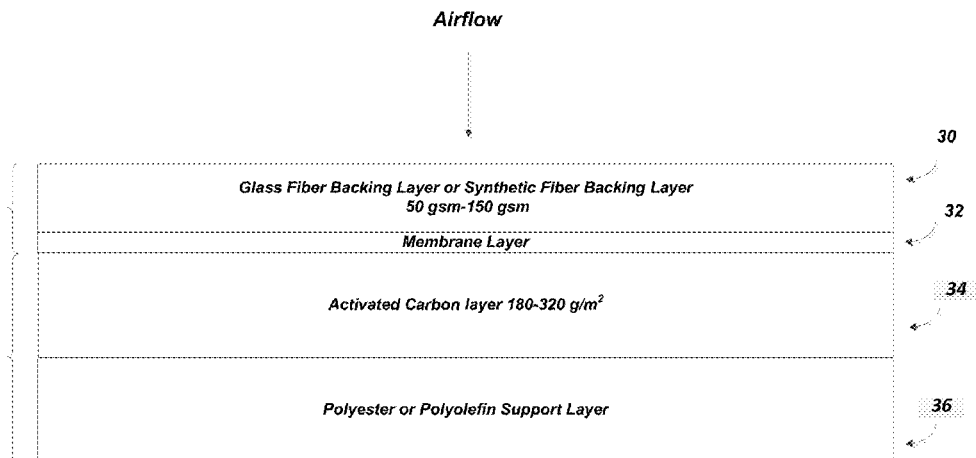 Airflow
30
Glass Fiber Backing Layer or Synthetic Fiber Backing Layer
50 gsm-150 gsm
32
Membrane Layer
34
Activated Carbon layer 180-320 g/m²
36
Polyester or Polyolefin Support Layer